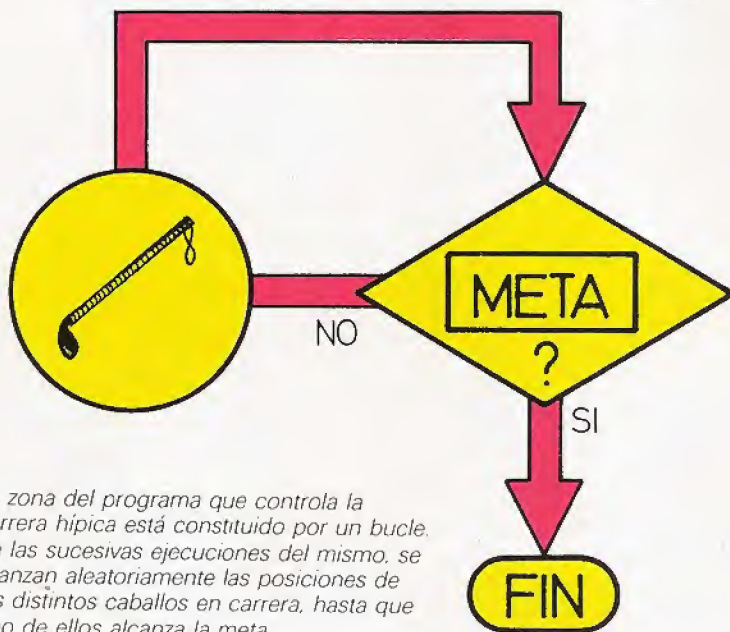 META
?
NO
SI
FIN
zona del programa que controla la
rrera hípica está constituido por un bucle.
n las sucesivas ejecuciones del mismo, se
anzan aleatoriamente las posiciones de
s distintos caballos en carrera, hasta que
no de ellos alcanza la meta